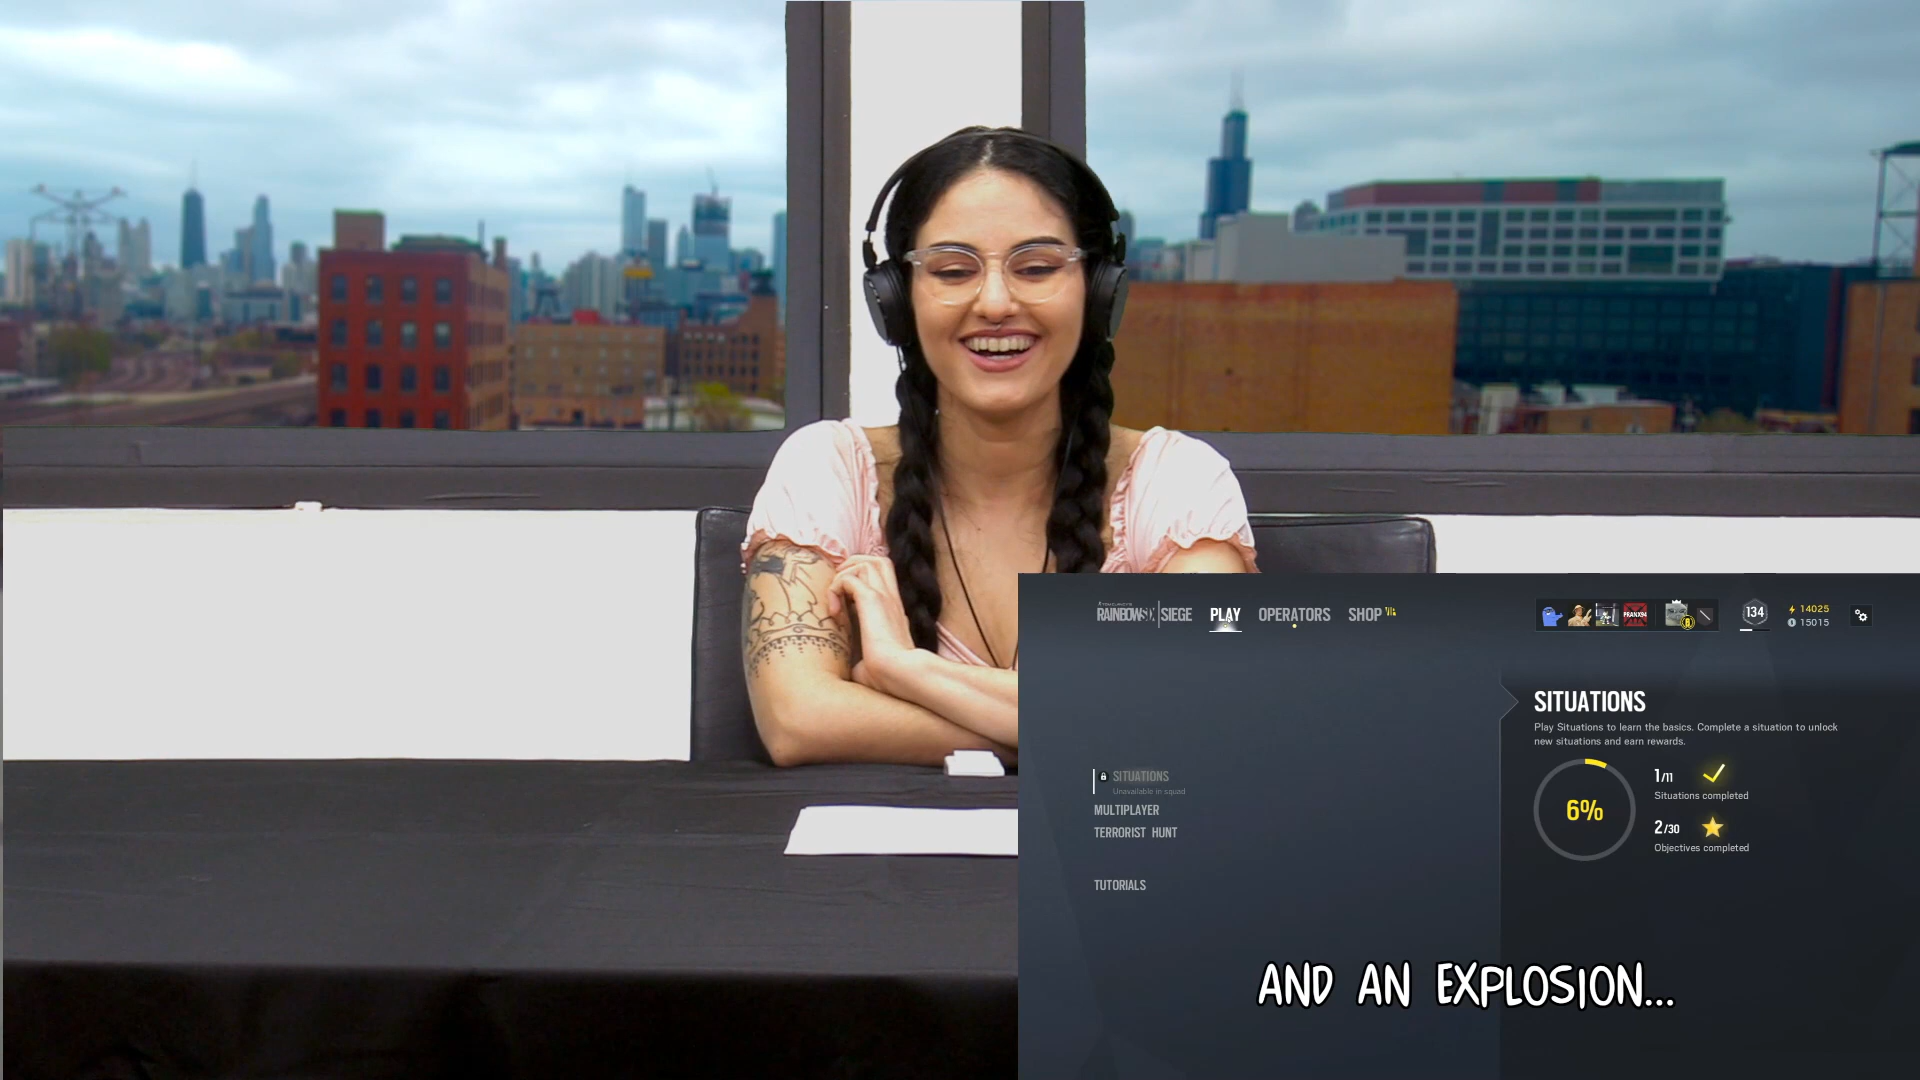 RAINBOW SIX | SIEGE PLAY OPERATORS SHOP
PRANX94
134
14025
15015
SITUATIONS
Play Situations to learn the basics. Complete a situation to unlock
new situations and earn rewards.
SITUATIONS
Unavailable in squad
MULTIPLAYER
TERRORIST HUNT
TUTORIALS
6%
1/11
Situations completed
2/30
Objectives completed
AND AN EXPLOSION...